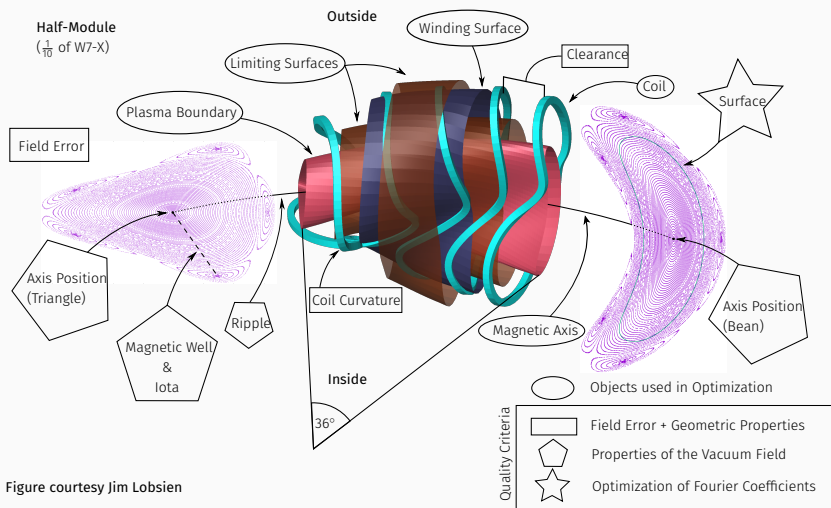 Outside
Half-Module
(1/10 of W7-X)
Winding Surface
Clearance
Limiting Surfaces
Coil
Surface
Plasma Boundary
Field Error
Axis Position
(Triangle)
Coil Curvature
Ripple
Magnetic Well
&
Iota
Magnetic Axis
Axis Position
(Bean)
Inside
36°
Objects used in Optimization
Quality Criteria
Field Error + Geometric Properties
Properties of the Vacuum Field
Optimization of Fourier Coefficients
Figure courtesy Jim Lobsien